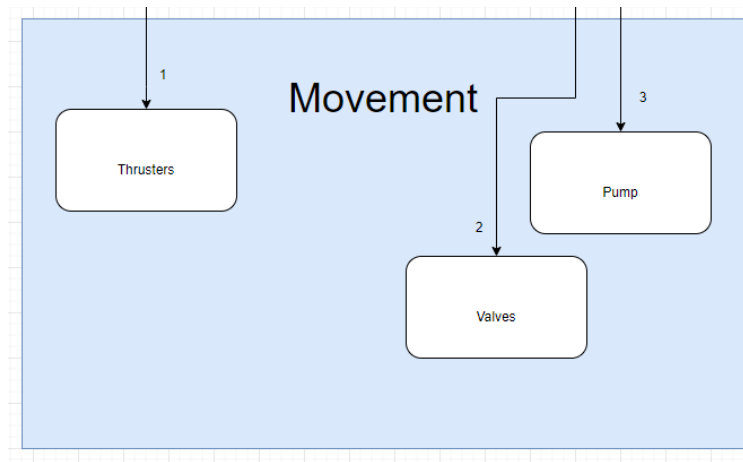 1
Movement
3
Thrusters
Pump
2
Valves